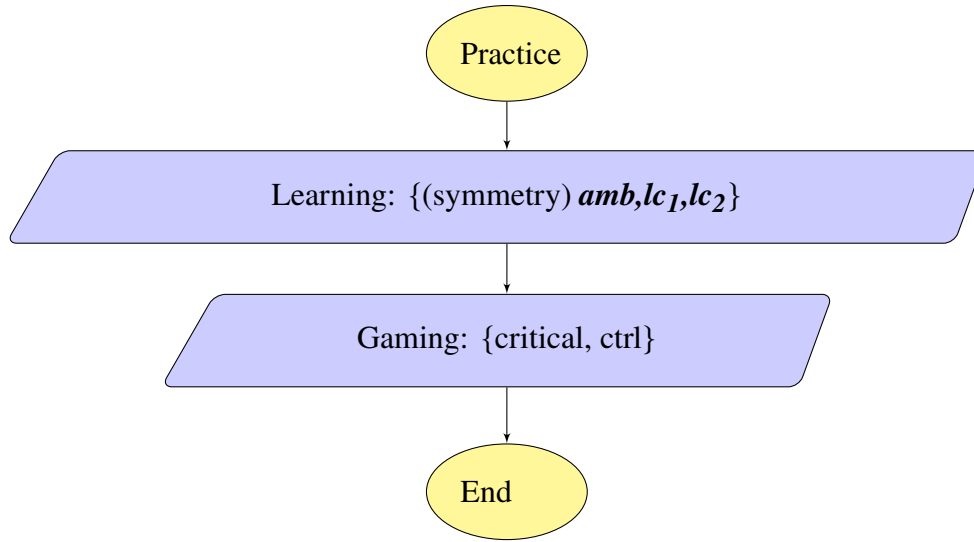 Practice
Learning: {(symmetry) amb,lc₁,lc₂}
Gaming: {critical, ctrl}
End